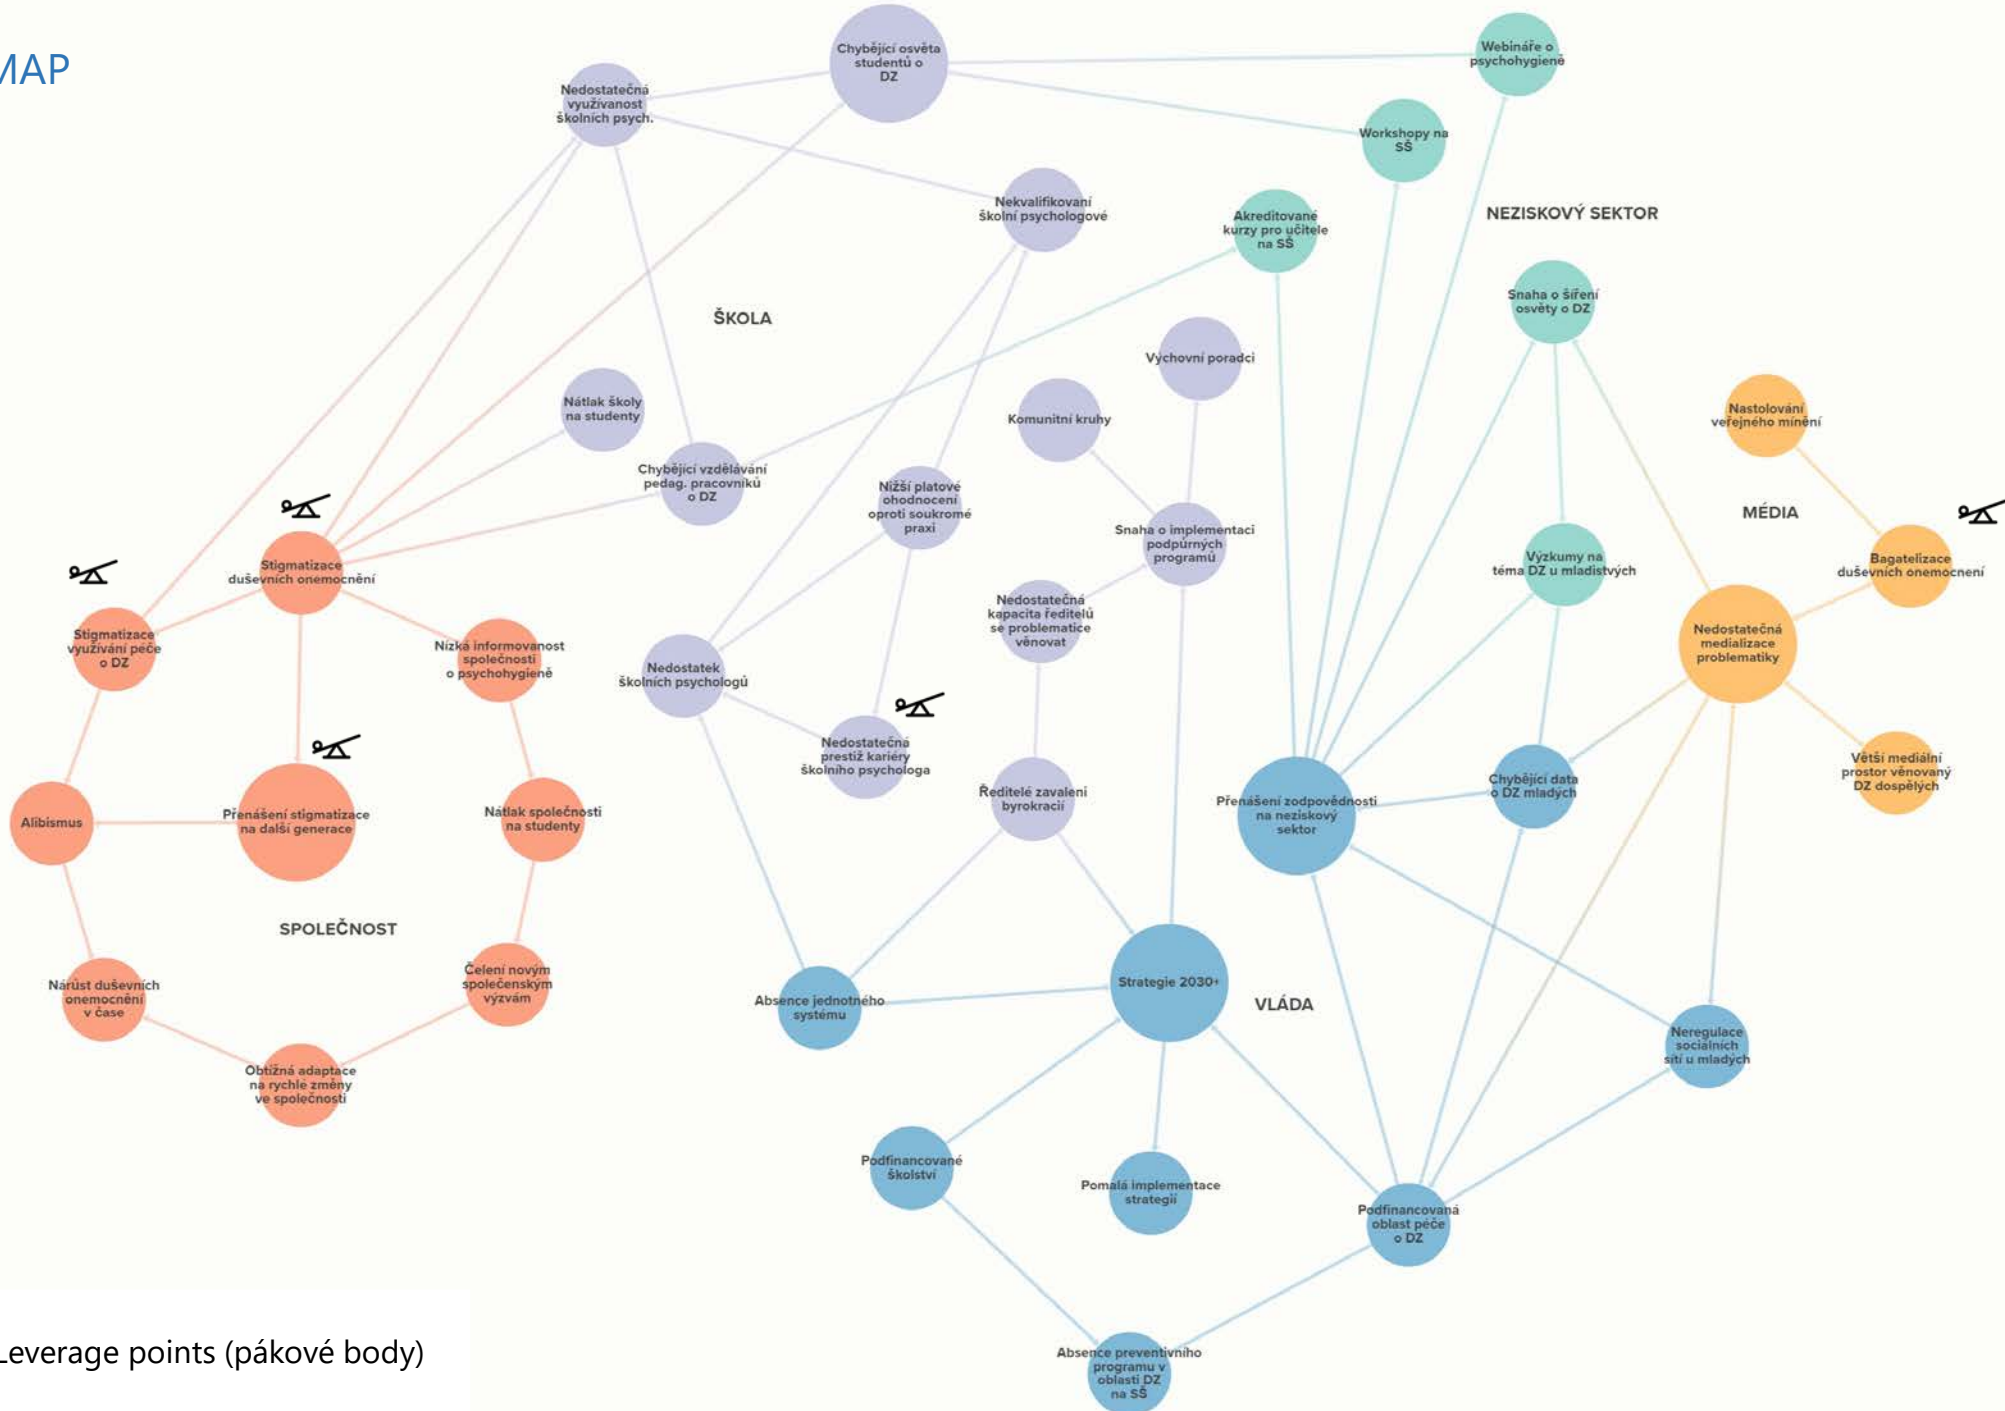 MAP
Chybějící osvěta
studentů o
DZ
Webináře o
psychohygieně
Nedostatečná
využívanost
školních psych.
Workshopy na
SŠ
Nekvalifikovaní
školní psychologové
Akreditované
kurzy pro učitele
na SŠ
NEZISKOVÝ SEKTOR
Snaha o šíření
osvěty o DZ
ŠKOLA
Výchovní poradci
Nátlak školy
na studenty
Komunitní kruhy
Nastolování
veřejného mínění
Chybějící vzdělávání
pedag. pracovníků
o DZ
Nižší platové
ohodnocení
oproti soukromé
praxi
Snaha o implementaci
podpůrných
programů
MÉDIA
Výzkumy na
téma DZ u mladistvých
Bagatelizace
duševních onemocnení
Stigmatizace
duševních onemocnění
Stigmatizace
využívání péče
o DZ
Nízká informovanost
společnosti
o psychohygieně
Nedostatečná
kapacita ředitelů
se problematice
věnovat
Nedostatečná
medializace
problematiky
Nedostatek
školních psychologů
Nedostatečná
prestiž kariéry
školního psychologa
Ředitelé zavaleni
byrokracií
Přenášení zodpovědnosti
na neziskový
sektor
Chybějící data
o DZ mladých
Větší mediální
prostor věnovaný
DZ dospělých
Alibismus
Přenášení stigmatizace
na další generace
Nátlak společnosti
na studenty
SPOLEČNOST
Nárůst duševních
onemocnění
v čase
Čelení novým
společenským
výzvám
Absence jednotného
systému
Strategie 2030+
VLÁDA
Neregulace
sociálních
sítí u mladých
Obtížná adaptace
na rychlé změny
ve společnosti
Podfinancované
školství
Pomalá implementace
strategií
Podfinancovaná
oblast péče
o DZ
Absence preventivního
programu v
oblasti DZ
na SŠ
Leverage points (pákové body)